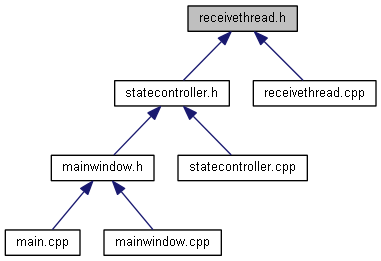 receivethread.h
statecontroller.h
receivethread.cpp
mainwindow.h
statecontroller.cpp
main.cpp
mainwindow.cpp